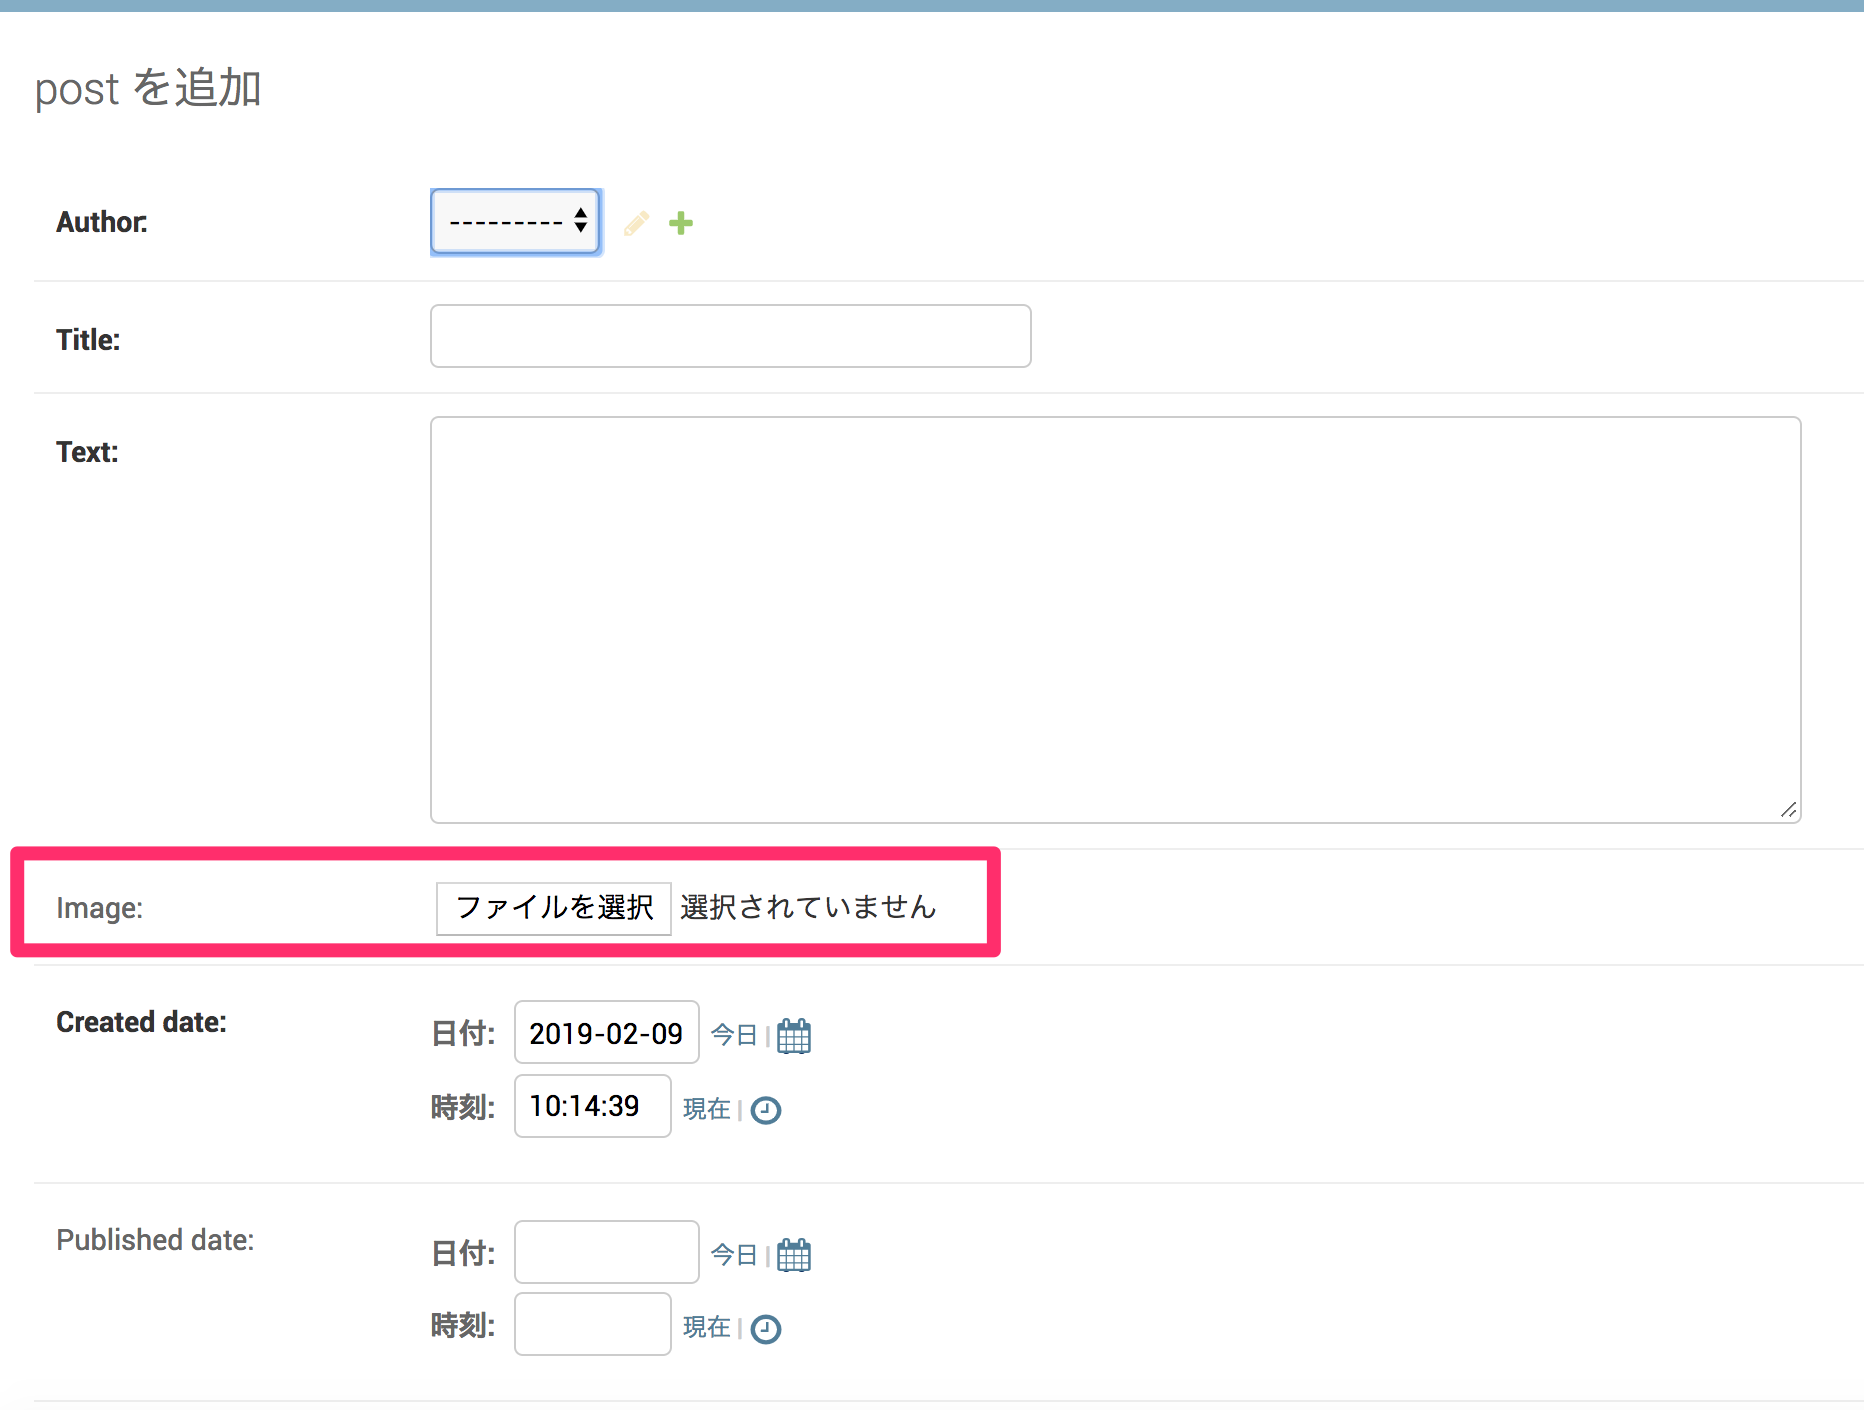 post を追加
Author: ---------
Title:
Text:
Image: ファイルを選択 選択されていません
Created date: 日付: 2019-02-09 今日 |
時刻: 10:14:39 現在 |
Published date: 日付: 今日 |
時刻: 現在 |